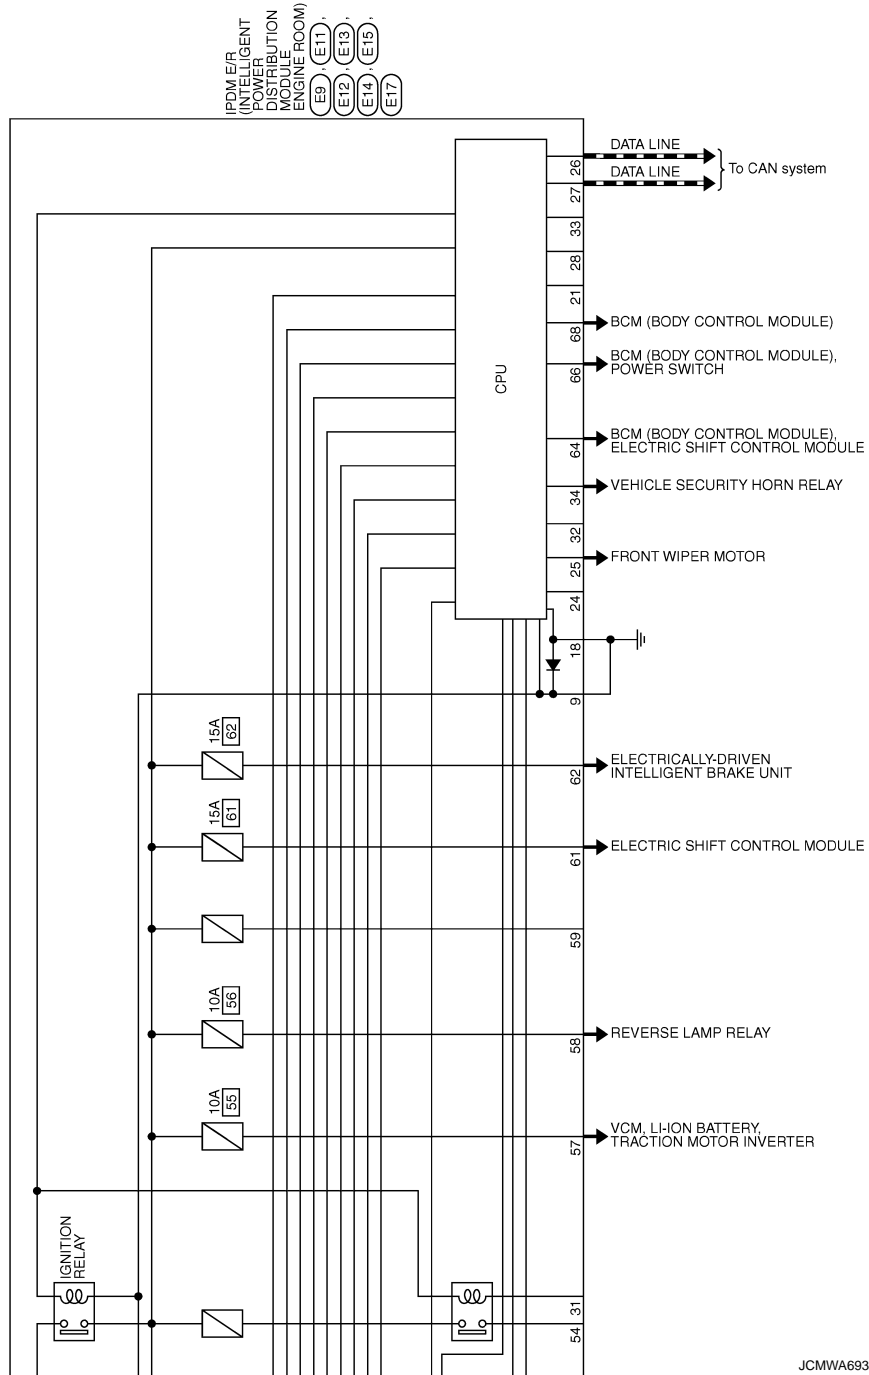 IPDM E/R
(INTELLIGENT
POWER
DISTRIBUTION
MODULE
ENGINE ROOM)
E9 , E11 ,
E12 , E13 ,
E14 , E15 ,
E17
CPU
26
DATA LINE
27
DATA LINE
To CAN system
33
28
21
68
BCM (BODY CONTROL MODULE)
66
BCM (BODY CONTROL MODULE),
POWER SWITCH
64
BCM (BODY CONTROL MODULE),
ELECTRIC SHIFT CONTROL MODULE
34
VEHICLE SECURITY HORN RELAY
32
25
FRONT WIPER MOTOR
24
18
9
15A
62
62
ELECTRICALLY-DRIVEN
INTELLIGENT BRAKE UNIT
15A
61
61
ELECTRIC SHIFT CONTROL MODULE
59
10A
56
58
REVERSE LAMP RELAY
10A
55
57
VCM, LI-ION BATTERY,
TRACTION MOTOR INVERTER
IGNITION
RELAY
31
54
JCMWA693